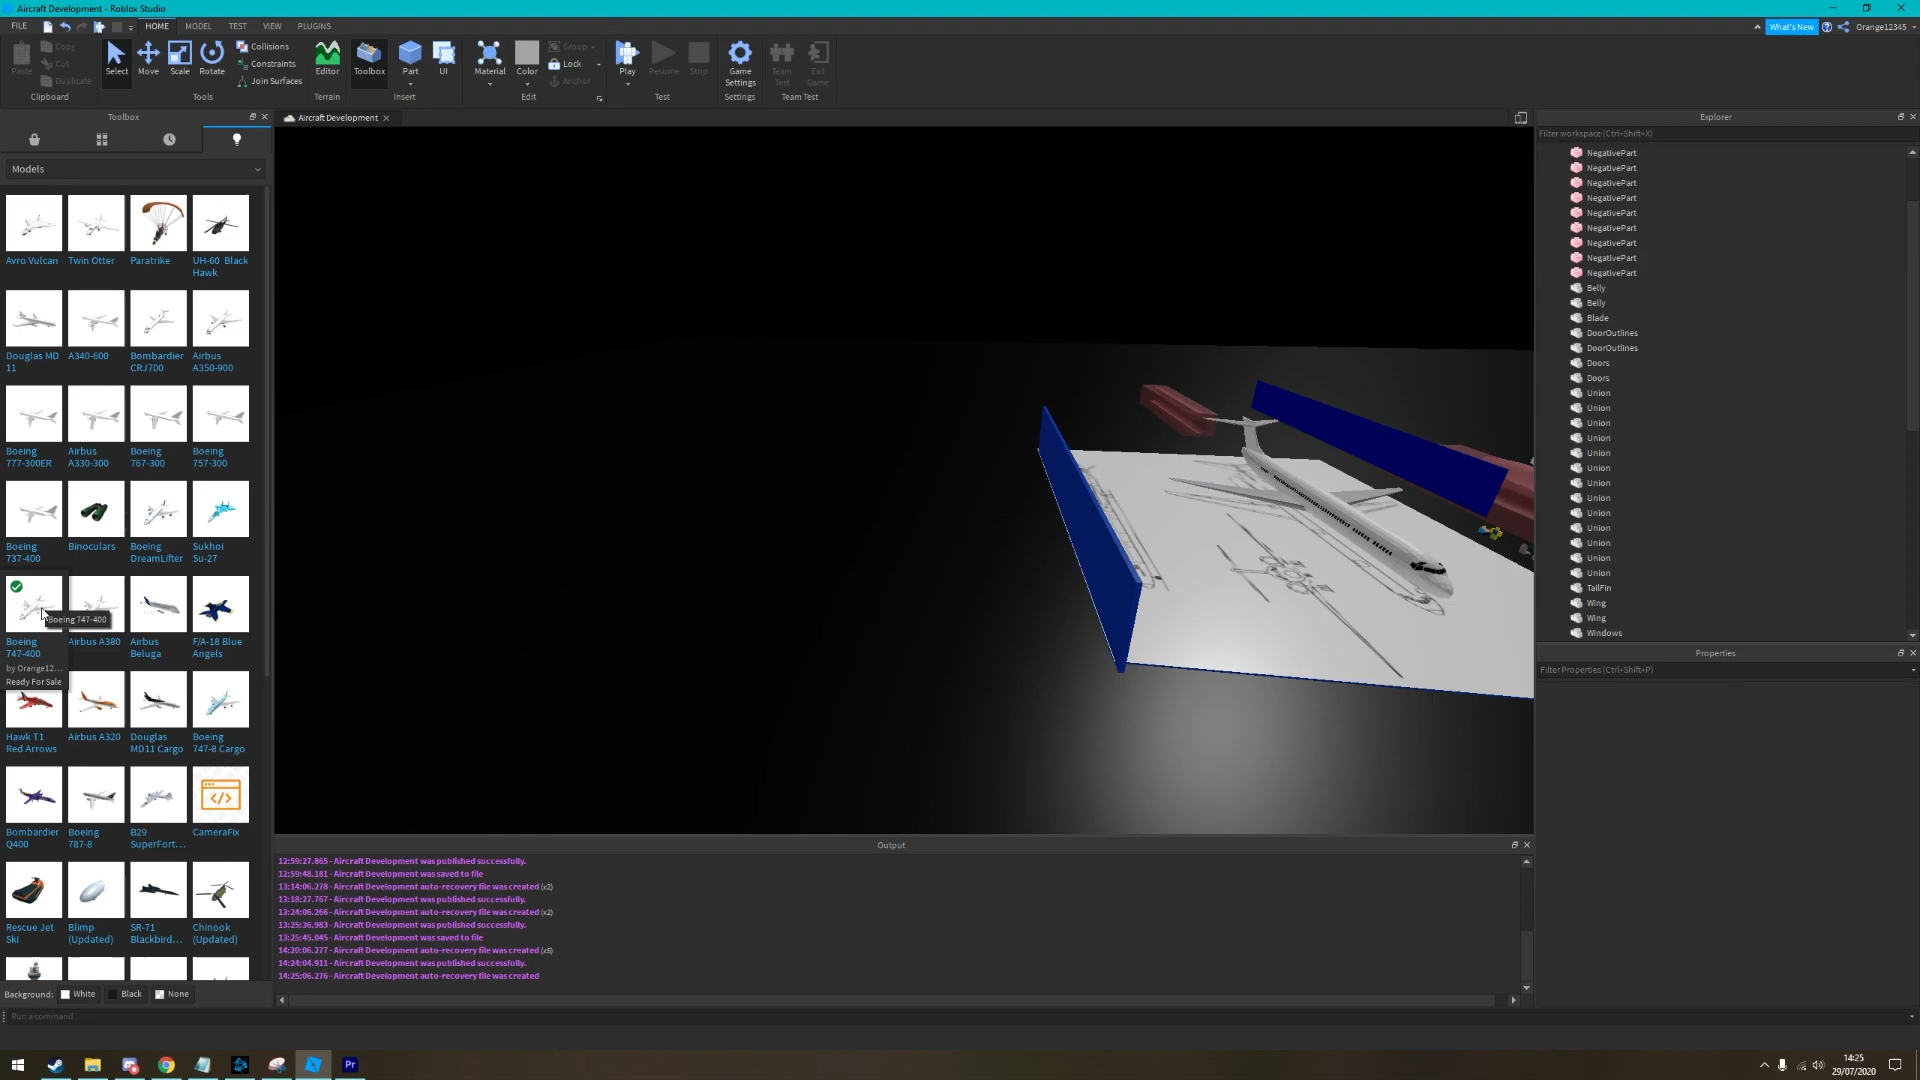 Aircraft Development - Roblox Studio
FILE HOME MODEL TEST VIEW PLUGINS
What's New Orange12345
Paste Copy Cut Duplicate
Select Move Scale Rotate
Collisions
Constraints
Join Surfaces
Editor Toolbox Part UI
Material Color
Group
Lock
Anchor
Play Resume Stop
Game Settings
Team Test
Exit Game
Clipboard Tools Terrain Insert Edit Test Settings Team Test
Toolbox
Models
Avro Vulcan Twin Otter Paratrike UH-60 Black
Hawk
Douglas MD A340-600 Bombardier Airbus
11 CRJ700 A350-900
Boeing Airbus Boeing Boeing
777-300ER A330-300 767-300 757-300
Boeing Binoculars Boeing Sukhoi
737-400 DreamLifter Su-27
Boeing 747-400
Boeing Airbus A380 Airbus F/A-18 Blue
747-400 Beluga Angels
by Orange12...
Ready For Sale
Hawk T1 Airbus A320 Douglas Boeing
Red Arrows MD11 Cargo 747-8 Cargo
Bombardier Boeing B29 CameraFix
Q400 787-8 SuperFort...
Rescue Jet Blimp SR-71 Chinook
Ski (Updated) Blackbird... (Updated)
Background: White Black None
Run a command
Aircraft Development
Output
12:59:27.865 - Aircraft Development was published successfully.
12:59:48.181 - Aircraft Development was saved to file
13:14:06.278 - Aircraft Development auto-recovery file was created (x2)
13:18:27.767 - Aircraft Development was published successfully.
13:24:06.266 - Aircraft Development auto-recovery file was created (x2)
13:25:36.983 - Aircraft Development was published successfully.
13:25:45.045 - Aircraft Development was saved to file
14:20:06.277 - Aircraft Development auto-recovery file was created (x5)
14:24:04.911 - Aircraft Development was published successfully.
14:25:06.276 - Aircraft Development auto-recovery file was created
Explorer
Filter workspace (Ctrl+Shift+X)
NegativePart
NegativePart
NegativePart
NegativePart
NegativePart
NegativePart
NegativePart
NegativePart
NegativePart
Belly
Belly
Blade
DoorOutlines
DoorOutlines
Doors
Doors
Union
Union
Union
Union
Union
Union
Union
Union
Union
Union
Union
Union
Union
TailFin
Wing
Wing
Windows
Properties
Filter Properties (Ctrl+Shift+P)
Pr
14:25
29/07/2020